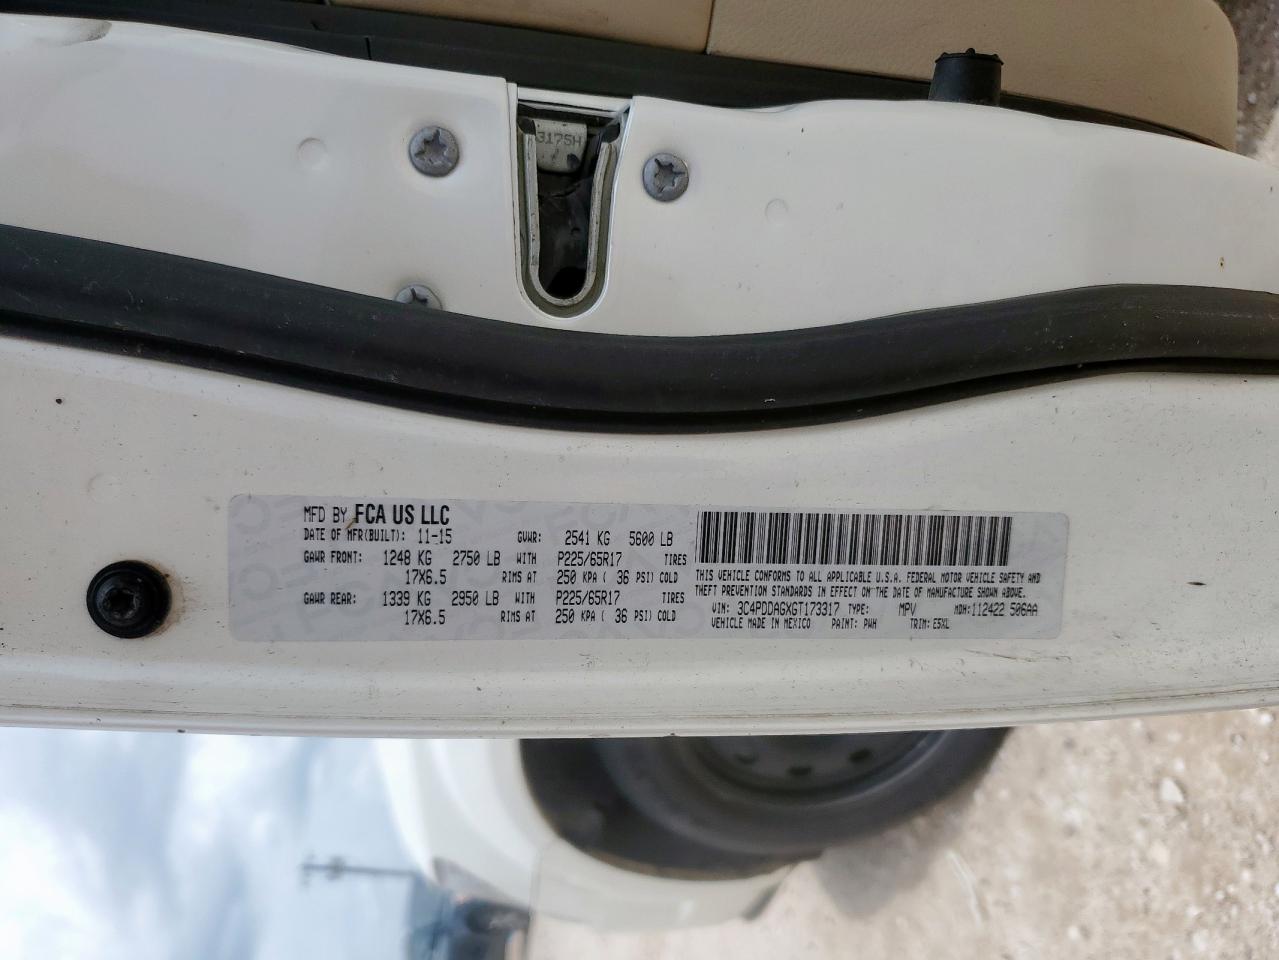 317SH
MFD BY FCA US LLC
DATE OF MFR(BUILT): 11-15 GVWR: 2541 KG 5600 LB
GAWR FRONT: 1248 KG 2750 LB WITH P225/65R17 TIRES
17X6.5 RIMS AT 250 KPA ( 36 PSI) COLD
GAWR REAR: 1339 KG 2950 LB WITH P225/65R17 TIRES
17X6.5 RIMS AT 250 KPA ( 36 PSI) COLD
THIS VEHICLE CONFORMS TO ALL APPLICABLE U.S.A. FEDERAL MOTOR VEHICLE SAFETY AND
THEFT PREVENTION STANDARDS IN EFFECT ON THE DATE OF MANUFACTURE SHOWN ABOVE.
VIN: 3C4PDDAGXGT173317 TYPE: MPV MDH: 112422 506AA
VEHICLE MADE IN MEXICO PAINT: PWH TRIM: E5XL